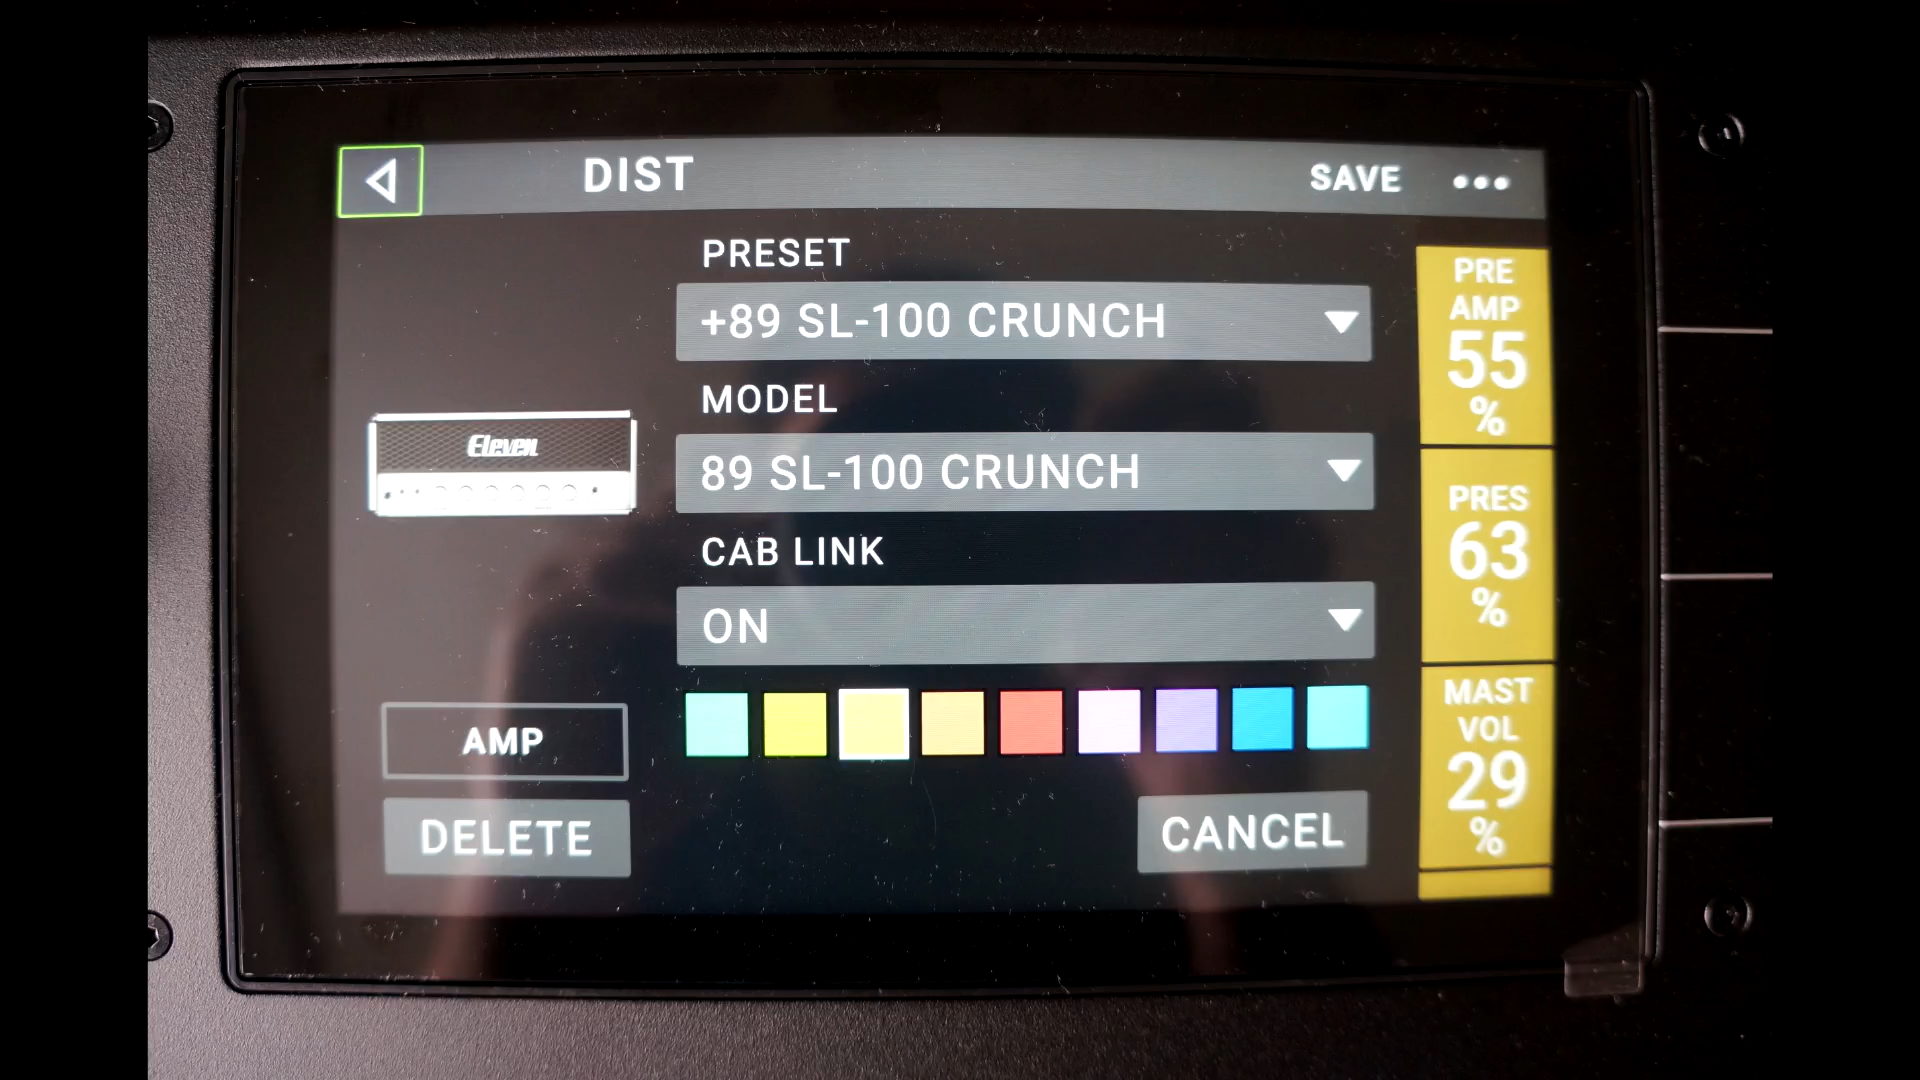 DIST
SAVE
PRESET
+89 SL-100 CRUNCH
MODEL
89 SL-100 CRUNCH
CAB LINK
ON
Eleven
AMP
DELETE
CANCEL
PRE
AMP
55
%
PRES
63
%
MAST
VOL
29
%